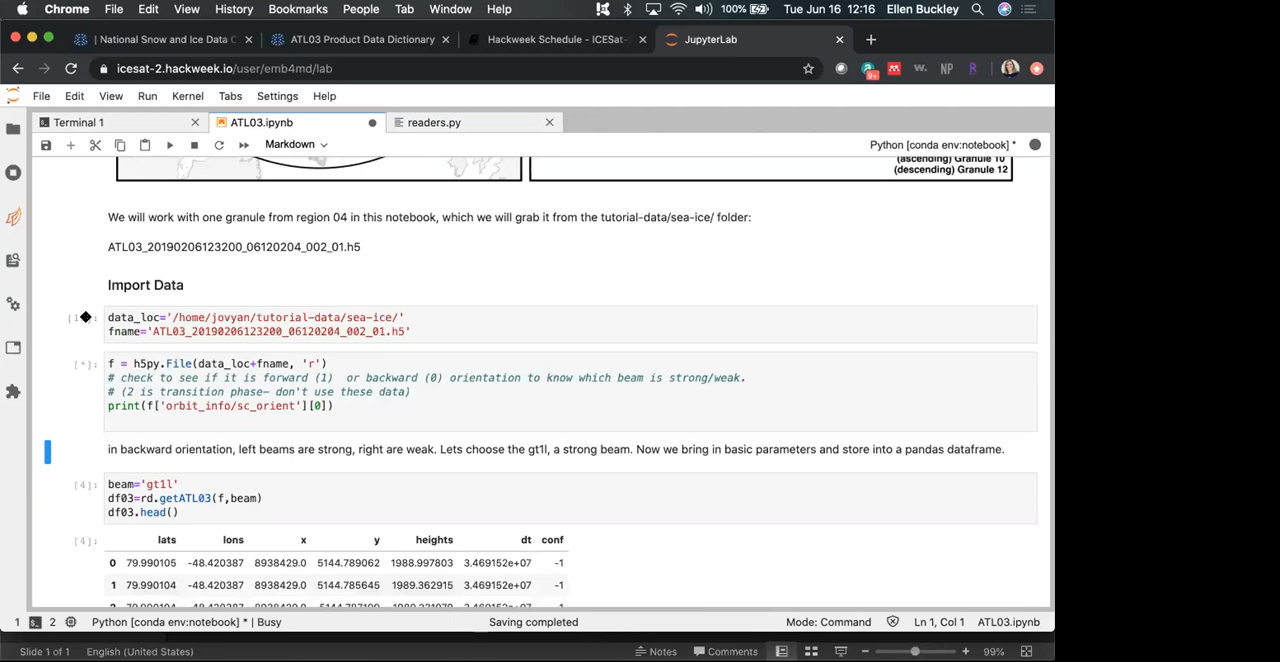 Chrome File Edit View History Bookmarks People Tab Window Help 100% Tue Jun 16 12:16 Ellen Buckley
| National Snow and Ice Data C ATL03 Product Data Dictionary Hackweek Schedule - ICESat- JupyterLab
icesat-2.hackweek.io/user/emb4md/lab 9+ w. NP R
File Edit View Run Kernel Tabs Settings Help
Terminal 1 ATL03.ipynb readers.py
Markdown Python [conda env:notebook] *
(ascending) Granule 10
(descending) Granule 12
We will work with one granule from region 04 in this notebook, which we will grab it from the tutorial-data/sea-ice/ folder:
ATL03_20190206123200_06120204_002_01.h5
Import Data
data_loc='/home/jovyan/tutorial-data/sea-ice/'
fname='ATL03_20190206123200_06120204_002_01.h5'
[*]: f = h5py.File(data_loc+fname, 'r')
# check to see if it is forward (1) or backward (0) orientation to know which beam is strong/weak.
# (2 is transition phase– don't use these data)
print(f['orbit_info/sc_orient'][0])
in backward orientation, left beams are strong, right are weak. Lets choose the gt1l, a strong beam. Now we bring in basic parameters and store into a pandas dataframe.
[4]: beam='gt1l'
df03=rd.getATL03(f,beam)
df03.head()
[4]: lats lons x y heights dt conf
0 79.990105 -48.420387 8938429.0 5144.789062 1988.997803 3.469152e+07 -1
1 79.990104 -48.420387 8938429.0 5144.785645 1989.362915 3.469152e+07 -1
1 2 Python [conda env:notebook] * | Busy Saving completed Mode: Command Ln 1, Col 1 ATL03.ipynb
Slide 1 of 1 English (United States) Notes Comments 99%